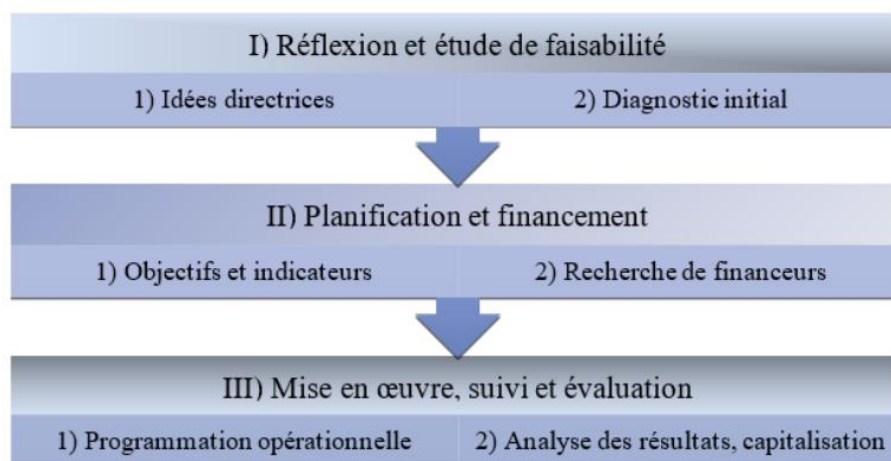 I) Réflexion et étude de faisabilité
1) Idées directrices
2) Diagnostic initial
II) Planification et financement
1) Objectifs et indicateurs
2) Recherche de financeurs
III) Mise en œuvre, suivi et évaluation
1) Programmation opérationnelle
2) Analyse des résultats, capitalisation